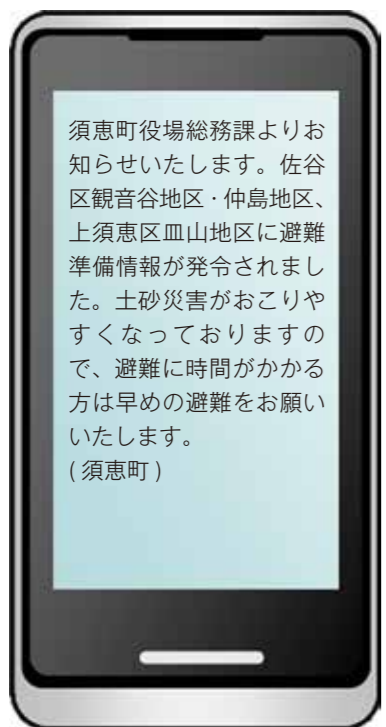 須恵町役場総務課よりお
知らせいたします。佐谷
区観音谷地区・仲島地区、
上須恵区皿山地区に避難
準備情報が発令されまし
た。土砂災害がおこりや
すくなっておりますの
で、避難に時間がかかる
方は早めの避難をお願い
いたします。
(須恵町)